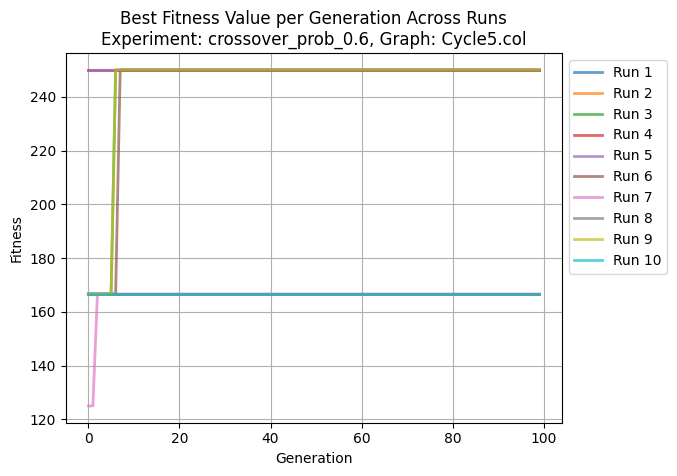 Best Fitness Value per Generation Across Runs
Experiment: crossover_prob_0.6, Graph: Cycle5.col
Fitness
240
220
200
180
160
140
120
0 20 40 60 80 100
Generation
Run 1
Run 2
Run 3
Run 4
Run 5
Run 6
Run 7
Run 8
Run 9
Run 10